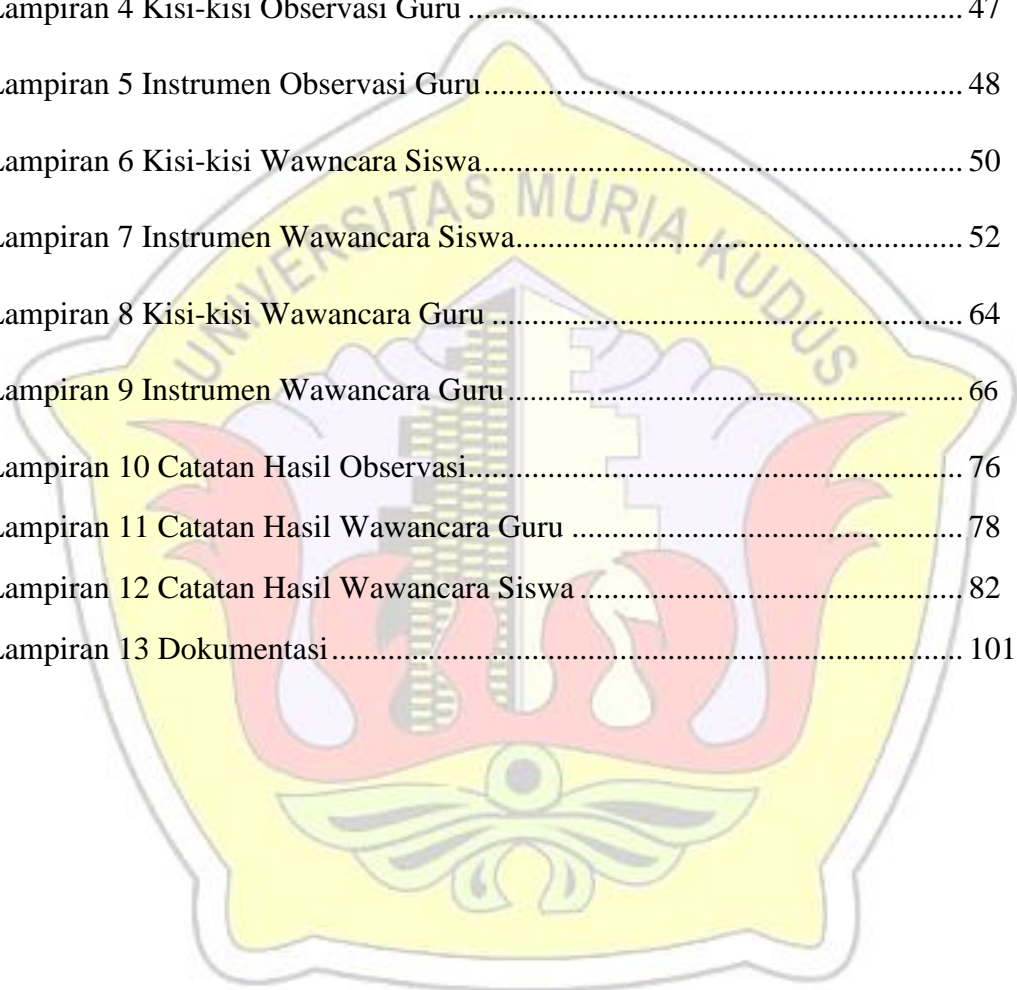 Lampiran 4 Kisi-kisi Observasi Guru ............................................................. 47
Lampiran 5 Instrumen Observasi Guru ............................................................ 48
Lampiran 6 Kisi-kisi Wawncara Siswa ............................................................ 50
Lampiran 7 Instrumen Wawancara Siswa ........................................................ 52
Lampiran 8 Kisi-kisi Wawancara Guru ........................................................... 64
Lampiran 9 Instrumen Wawancara Guru ......................................................... 66
Lampiran 10 Catatan Hasil Observasi .............................................................. 76
Lampiran 11 Catatan Hasil Wawancara Guru ................................................. 78
Lampiran 12 Catatan Hasil Wawancara Siswa ................................................ 82
Lampiran 13 Dokumentasi ............................................................................... 101
UNIVERSITAS MURIA KUDUS